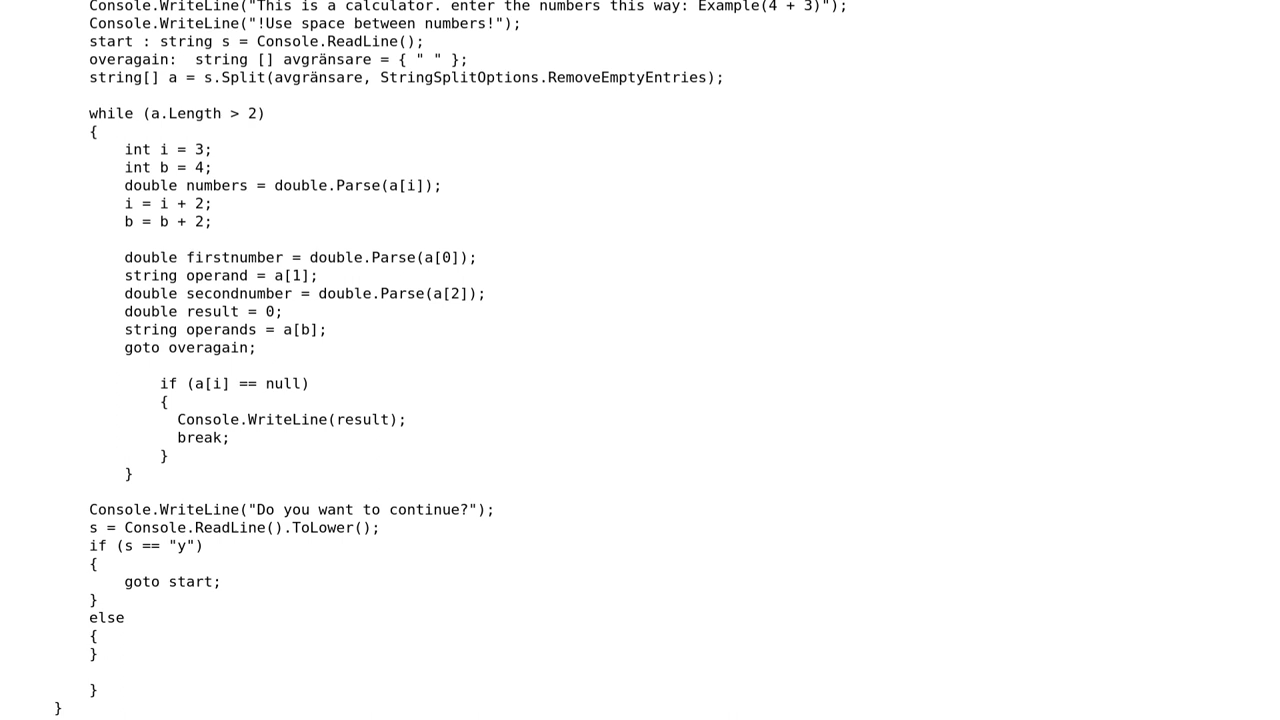 Console.WriteLine("This is a calculator. enter the numbers this way: Example(4 + 3)");
Console.WriteLine("!Use space between numbers!");
start : string s = Console.ReadLine();
overagain:  string [] avgränsare = { " " };
string[] a = s.Split(avgränsare, StringSplitOptions.RemoveEmptyEntries);
while (a.Length > 2)
{
int i = 3;
int b = 4;
double numbers = double.Parse(a[i]);
i = i + 2;
b = b + 2;
double firstnumber = double.Parse(a[0]);
string operand = a[1];
double secondnumber = double.Parse(a[2]);
double result = 0;
string operands = a[b];
goto overagain;
if (a[i] == null)
{
Console.WriteLine(result);
break;
}
}
Console.WriteLine("Do you want to continue?");
s = Console.ReadLine().ToLower();
if (s == "y")
{
goto start;
}
else
{
}
}
}